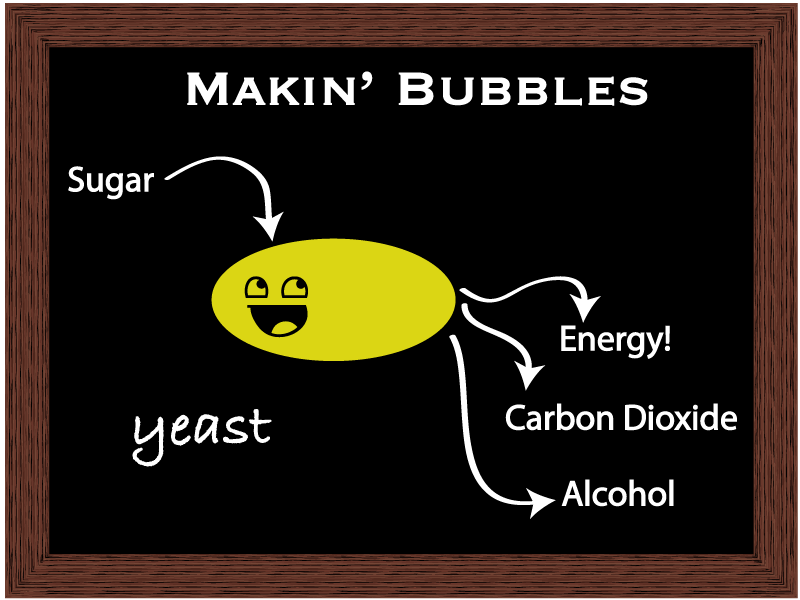 Makin’ Bubbles
Sugar
Energy!
Carbon Dioxide
yeast
Alcohol